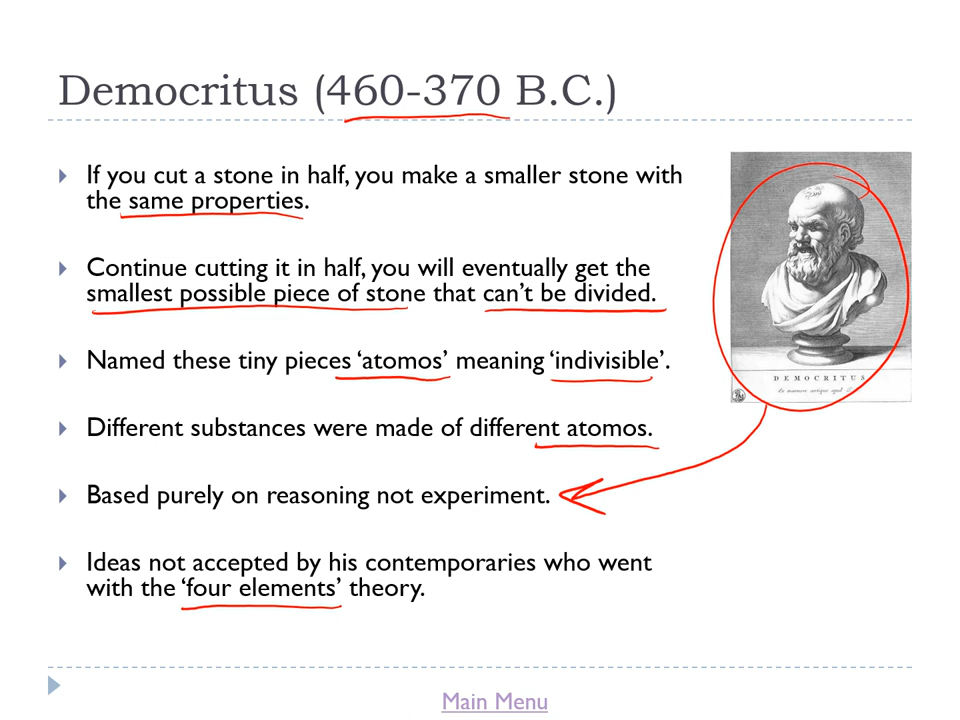 Democritus (460-370 B.C.)
If you cut a stone in half, you make a smaller stone with
the same properties.
Continue cutting it in half, you will eventually get the
smallest possible piece of stone that can’t be divided.
Named these tiny pieces ‘atomos’ meaning ‘indivisible’.
Different substances were made of different atomos.
Based purely on reasoning not experiment.
Ideas not accepted by his contemporaries who went
with the ‘four elements’ theory.
DEMOCRITUS
Main Menu